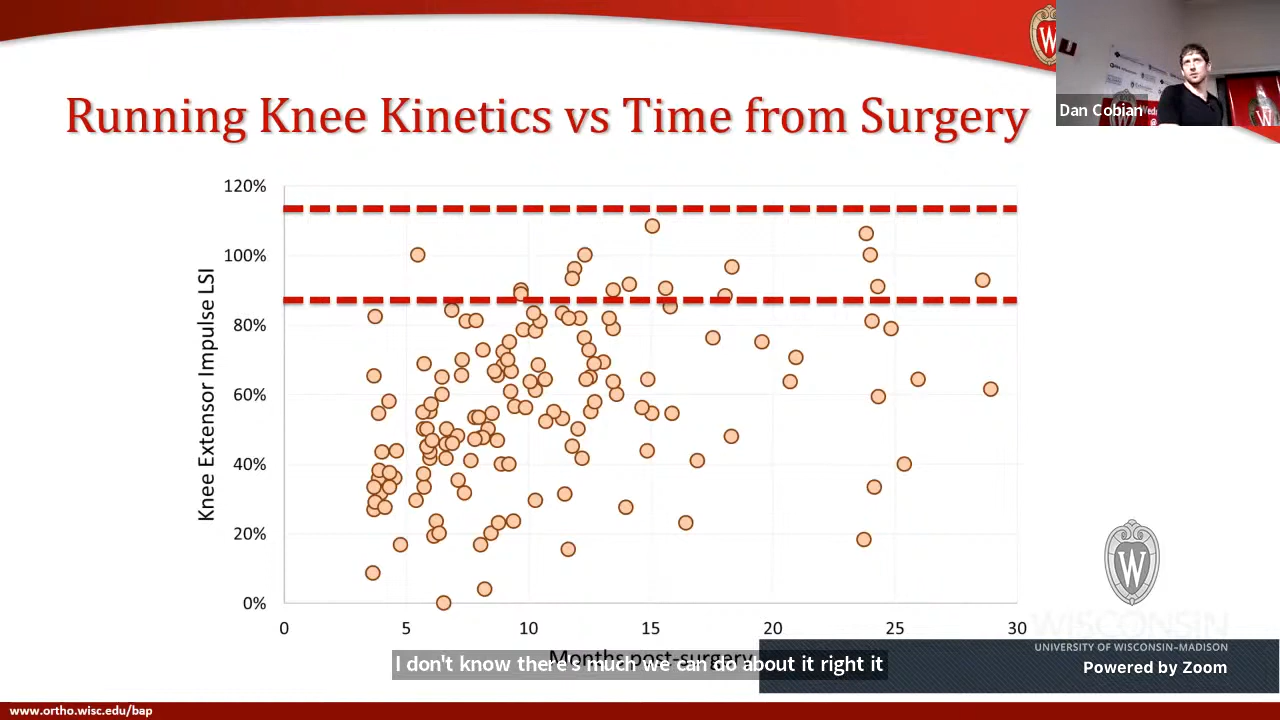 Dan Cobian
W
Running Knee Kinetics vs Time from Surgery
120%
100%
80%
60%
40%
20%
0%
Knee Extensor Impulse LSI
0 5 10 15 20 25 30
Months post-surgery
I don't know there's much we can do about it right it
W
WISCONSIN
UNIVERSITY OF WISCONSIN–MADISON
Powered by Zoom
www.ortho.wisc.edu/bap